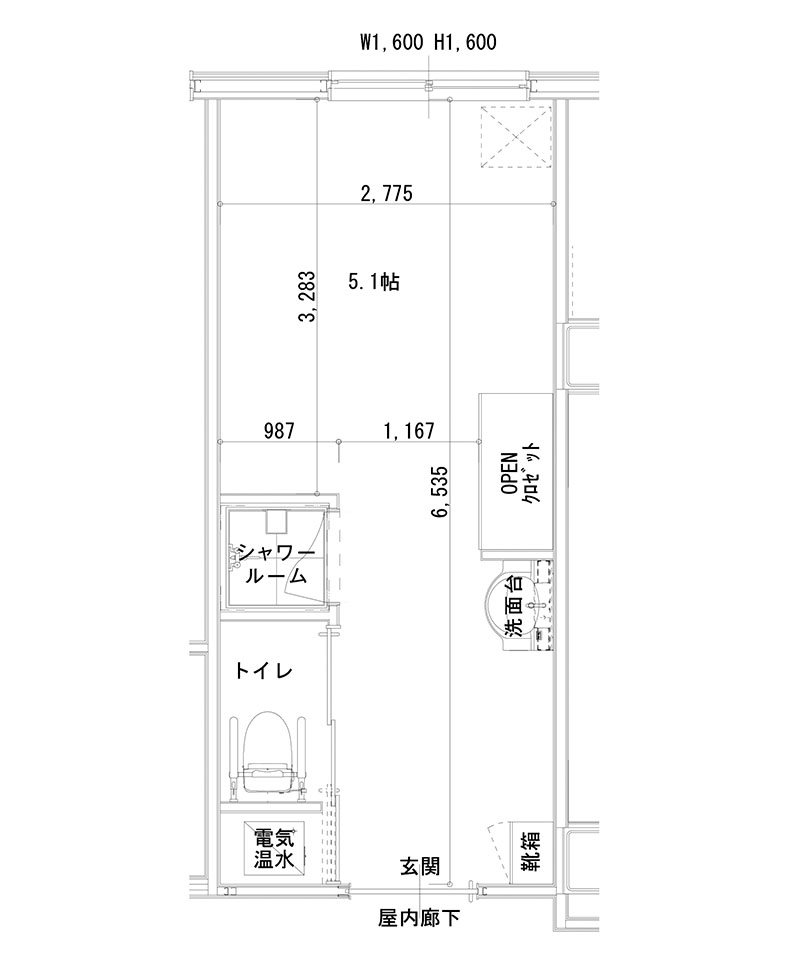 W1,600 H1,600
2,775
3,283
5.1帖
987
1,167
6,535
OPEN
クロゼット
シャワー
ルーム
洗面台
トイレ
電気
温水
玄関
靴箱
屋内廊下